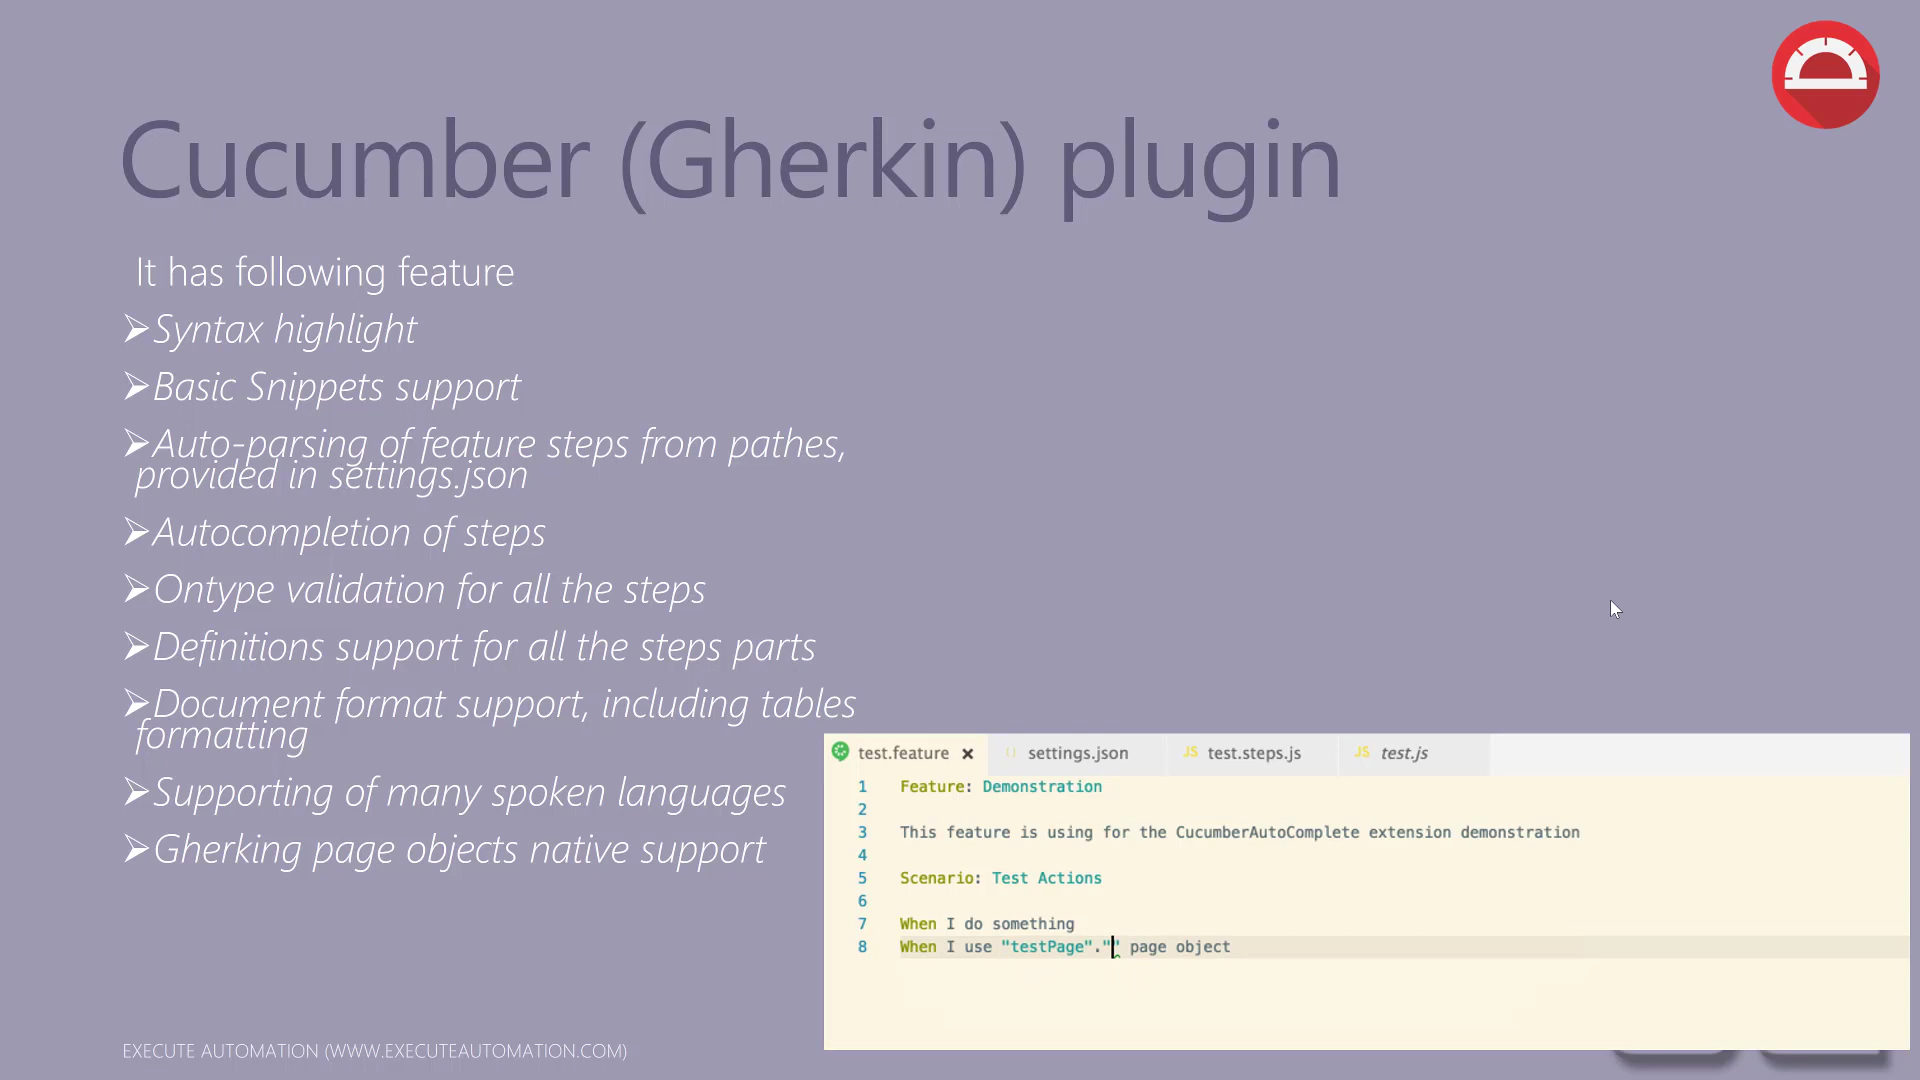 Cucumber (Gherkin) plugin
It has following feature
➢Syntax highlight
➢Basic Snippets support
➢Auto-parsing of feature steps from pathes,
provided in settings.json
➢Autocompletion of steps
➢Ontype validation for all the steps
➢Definitions support for all the steps parts
➢Document format support, including tables
formatting
➢Supporting of many spoken languages
➢Gherking page objects native support
test.feature × {} settings.json JS test.steps.js JS test.js
1 Feature: Demonstration
2
3 This feature is using for the CucumberAutoComplete extension demonstration
4
5 Scenario: Test Actions
6
7 When I do something
8 When I use "testPage"."" page object
EXECUTE AUTOMATION (WWW.EXECUTEAUTOMATION.COM)